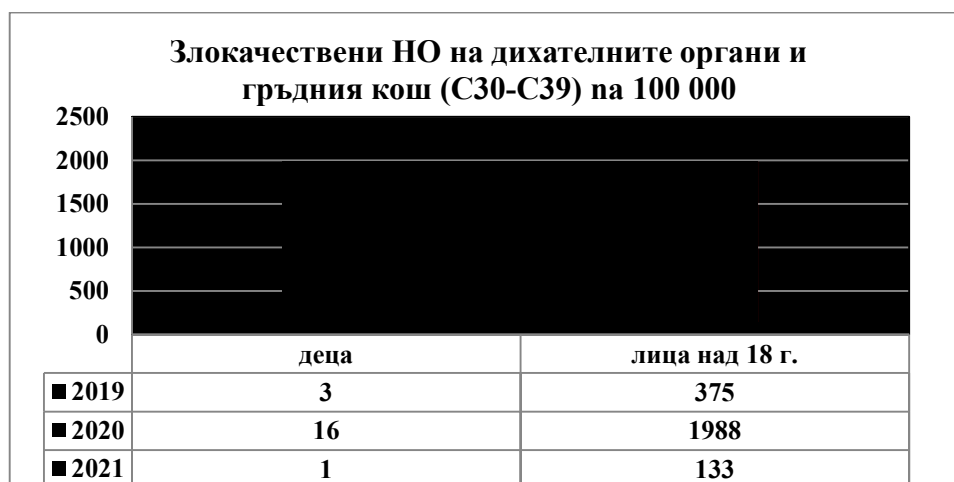 Злокачествени НО на дихателните органи и
гръдния кош (С30-С39) na 100 000
2500
2000
1500
1000
500
0
деца лица над 18 г.
2019 3 375
2020 16 1988
2021 1 133